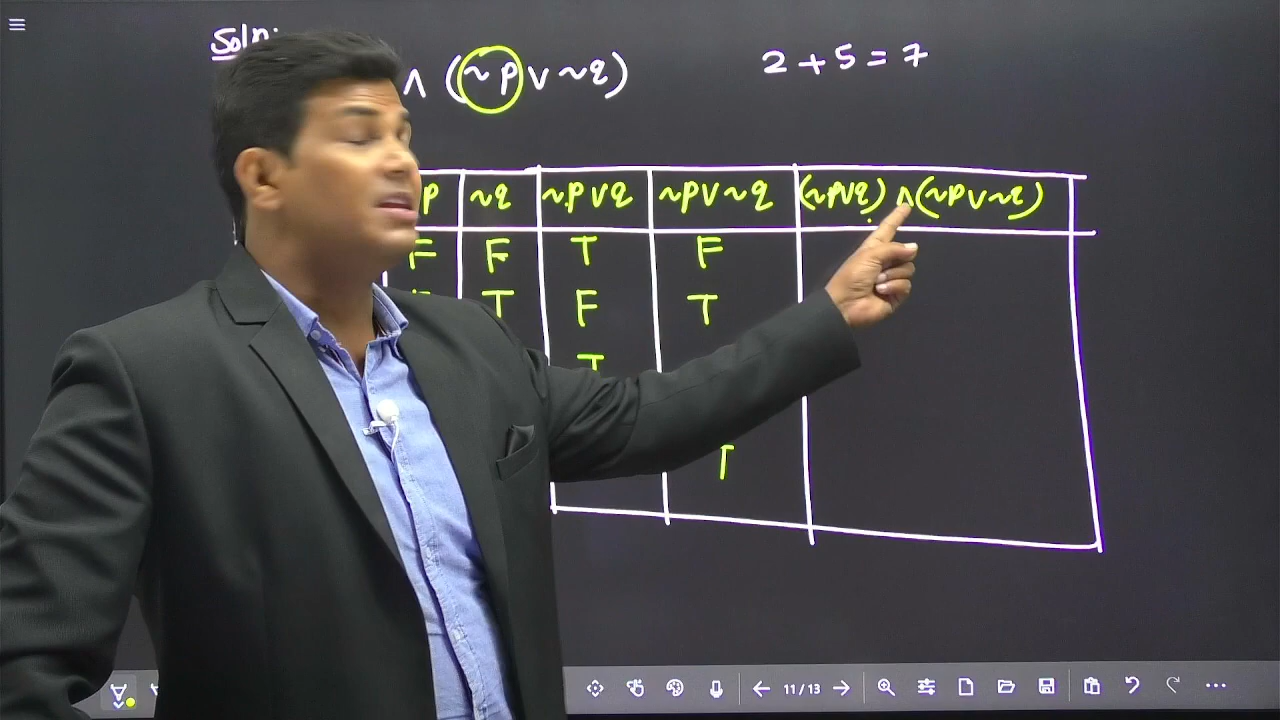 Soln:
∧ (~p ∨ ~q) 2 + 5 = 7
p ~q ~p ∨ q ~p ∨ ~q (~p∨q) ∧ (~p ∨ ~q)
F F T F
T F T
T
T
11 / 13